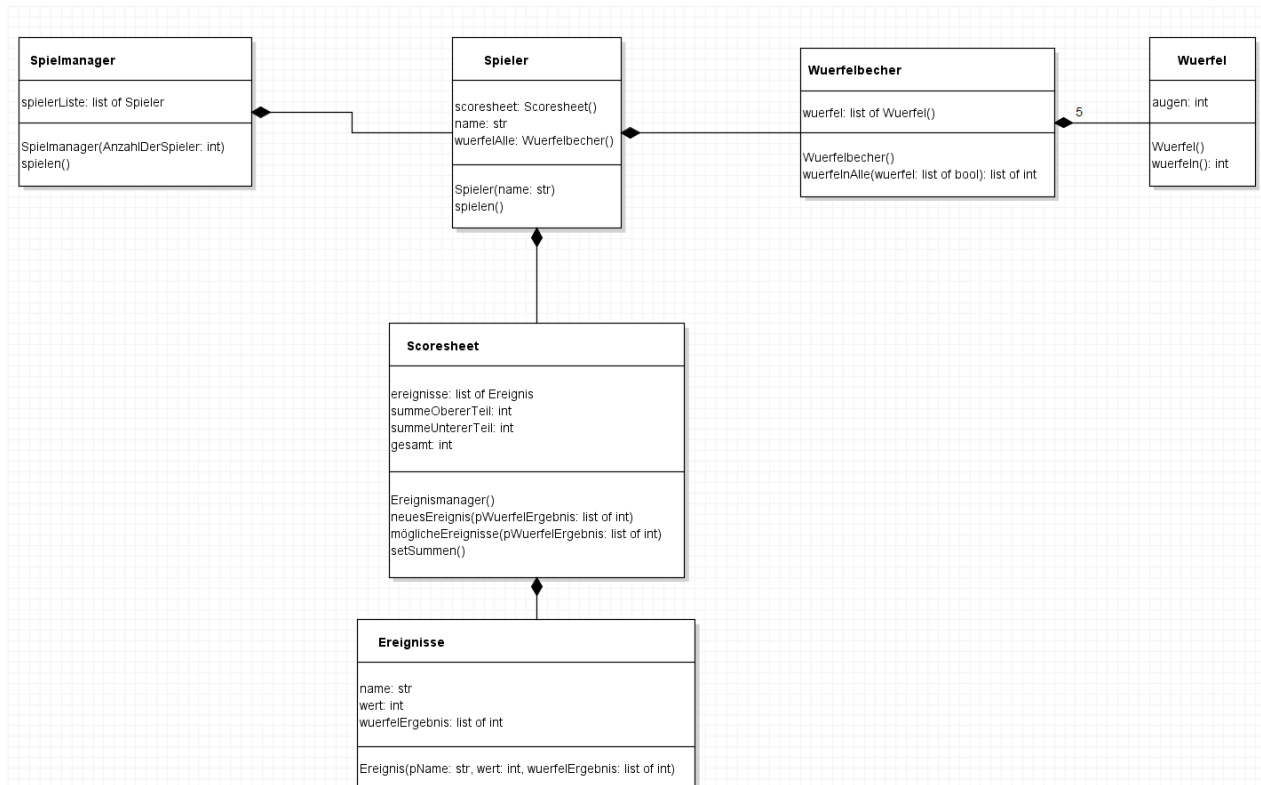 Spielmanager
spielerListe: list of Spieler
Spielmanager(AnzahlDerSpieler: int)
spielen()
Spieler
scoresheet: Scoresheet()
name: str
wuerfelAlle: Wuerfelbecher()
Spieler(name: str)
spielen()
Wuerfelbecher
wuerfel: list of Wuerfel()
Wuerfelbecher()
wuerfelnAlle(wuerfel: list of bool): list of int
5
Wuerfel
augen: int
Wuerfel()
wuerfeln(): int
Scoresheet
ereignisse: list of Ereignis
summeObererTeil: int
summeUntererTeil: int
gesamt: int
Ereignismanager()
neuesEreignis(pWuerfelErgebnis: list of int)
möglicheEreignisse(pWuerfelErgebnis: list of int)
setSummen()
Ereignisse
name: str
wert: int
wuerfelErgebnis: list of int
Ereignis(pName: str, wert: int, wuerfelErgebnis: list of int)